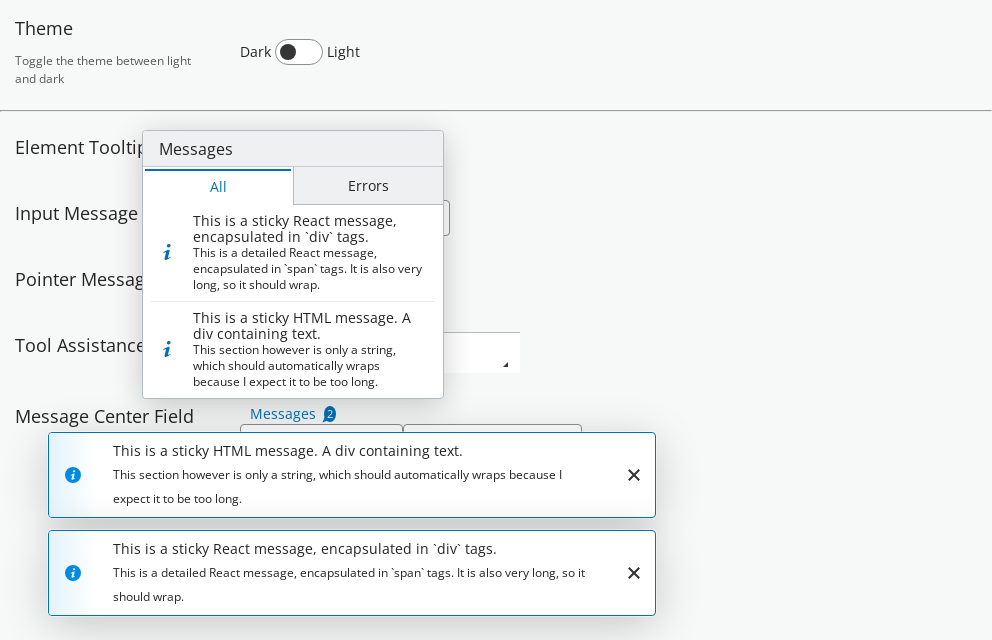 Theme
Toggle the theme between light
and dark
Dark
Light
Element Tooltip
Messages
All
Errors
Input Message
This is a sticky React message,
encapsulated in `div` tags.
This is a detailed React message,
encapsulated in `span` tags. It is also very
long, so it should wrap.
Pointer Messag
This is a sticky HTML message. A
div containing text.
This section however is only a string,
which should automatically wraps
because I expect it to be too long.
Tool Assistance
Message Center Field
Messages 2
This is a sticky HTML message. A div containing text.
This section however is only a string, which should automatically wraps because I
expect it to be too long.
This is a sticky React message, encapsulated in `div` tags.
This is a detailed React message, encapsulated in `span` tags. It is also very long, so it
should wrap.